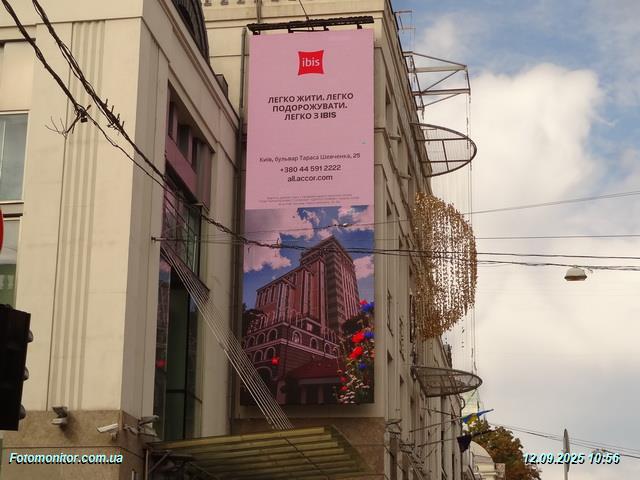 ibis
ЛЕГКО ЖИТИ. ЛЕГКО
ПОДОРОЖУВАТИ.
ЛЕГКО З IBIS
Київ, бульвар Тараса Шевченка, 25
+380 44 591 2222
all.accor.com
Fotomonitor.com.ua
12.09.2025 10:56